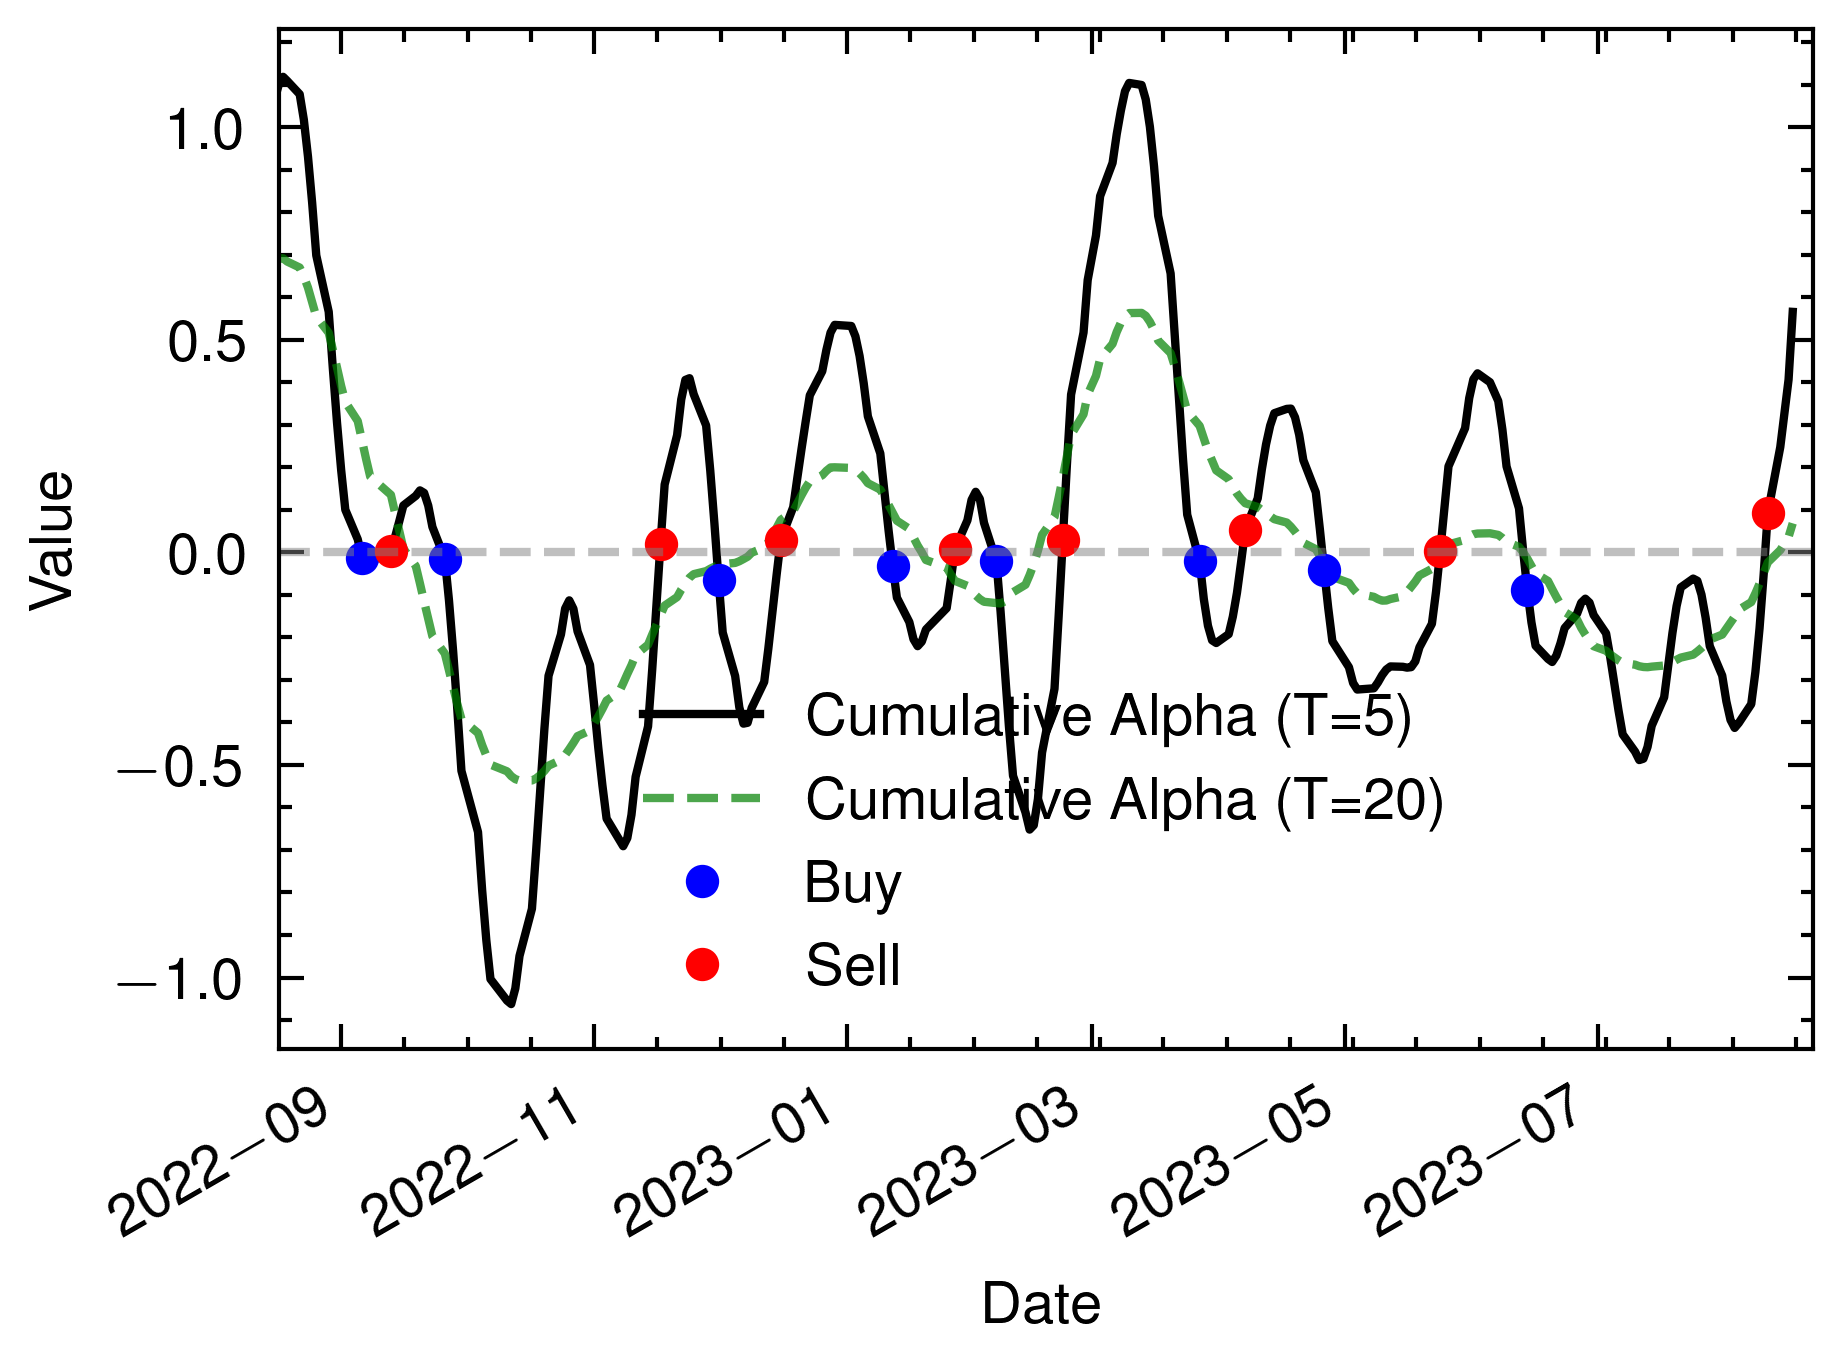 1.0
0.5
0.0
−0.5
−1.0
Value
Cumulative Alpha (T=5)
Cumulative Alpha (T=20)
Buy
Sell
2022−09
2022−11
2023−01
2023−03
2023−05
2023−07
Date